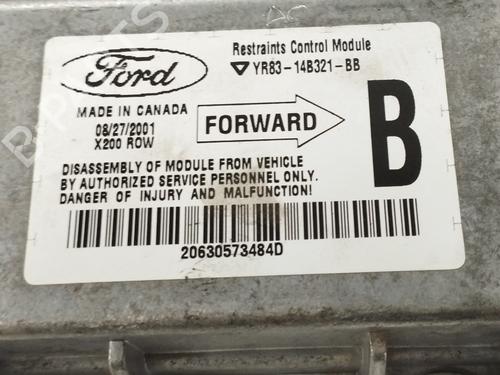 Ford
Restraints Control Module
YR83-14B321-BB
MADE IN CANADA
08/27/2001
X200 ROW
FORWARD
B
DISASSEMBLY OF MODULE FROM VEHICLE
BY AUTHORIZED SERVICE PERSONNEL ONLY.
DANGER OF INJURY AND MALFUNCTION!
20630573484D